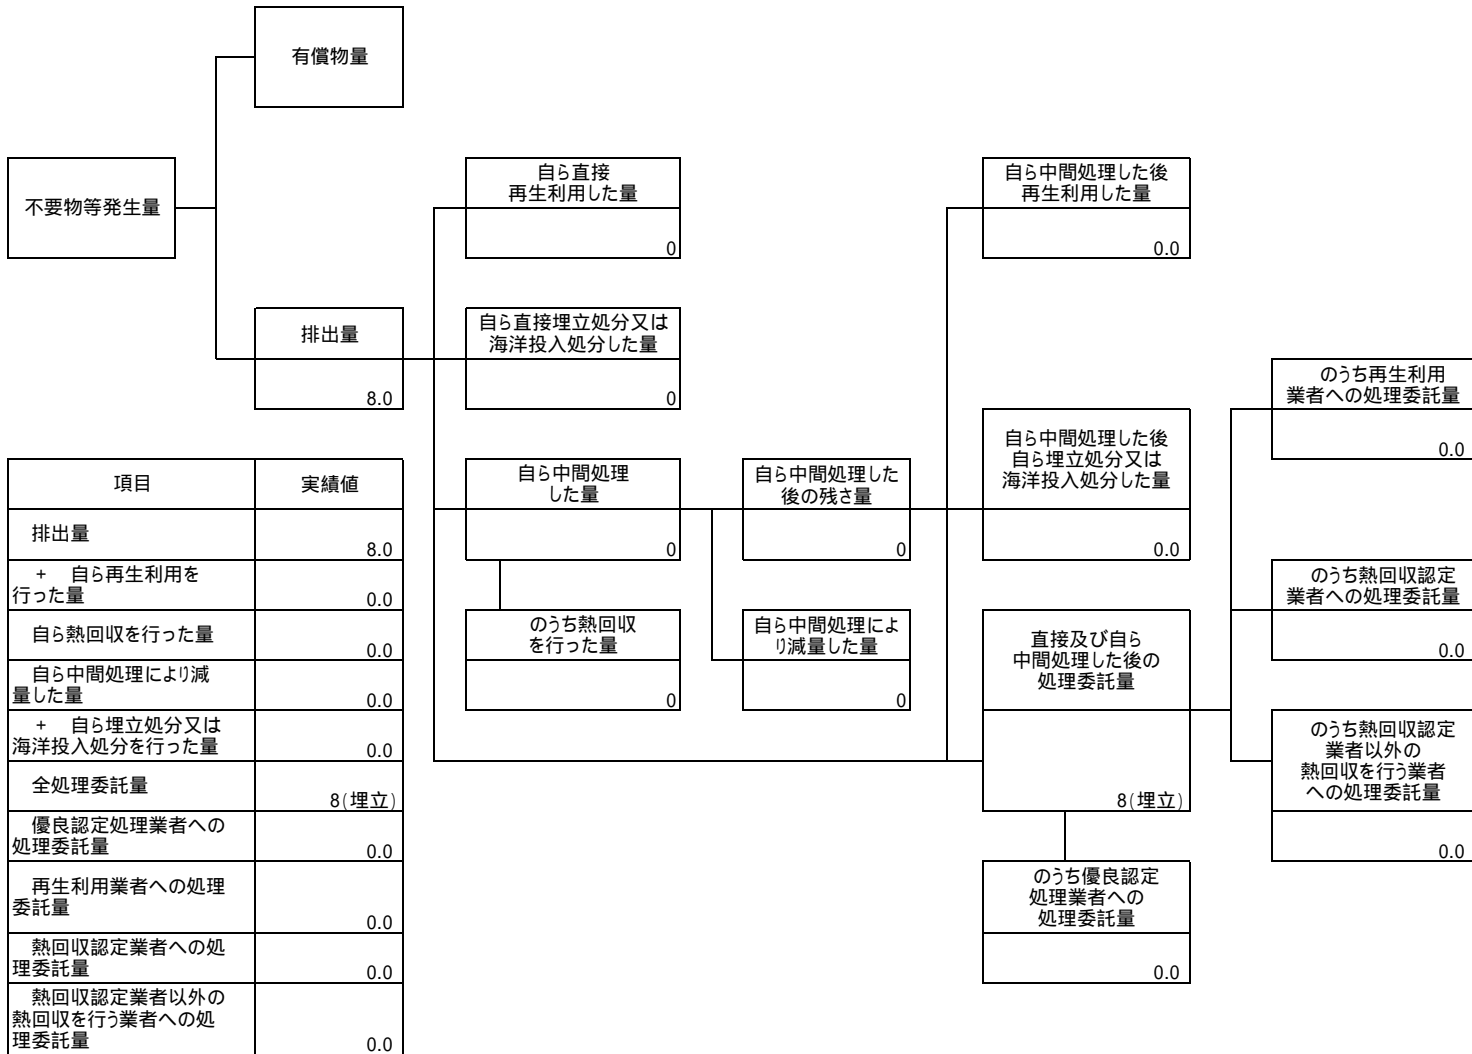 有償物量
不要物等発生量
自ら直接
再生利用した量
0
自ら中間処理した後
再生利用した量
0.0
排出量
8.0
自ら直接埋立処分又は
海洋投入処分した量
0
のうち再生利用
業者への処理委託量
0.0
自ら中間処理
した量
0
自ら中間処理した
後の残さ量
0
自ら中間処理した後
自ら埋立処分又は
海洋投入処分した量
0.0
のうち熱回収認定
業者への処理委託量
0.0
のうち熱回収
を行った量
0
自ら中間処理によ
り減量した量
0
直接及び自ら
中間処理した後の
処理委託量
8(埋立)
のうち熱回収認定
業者以外の
熱回収を行う業者
への処理委託量
0.0
のうち優良認定
処理業者への
処理委託量
0.0
項目 実績値
排出量
8.0
+ 自ら再生利用を
行った量 0.0
自ら熱回収を行った量
0.0
自ら中間処理により減
量した量 0.0
+ 自ら埋立処分又は
海洋投入処分を行った量 0.0
全処理委託量
8(埋立)
優良認定処理業者への
処理委託量 0.0
再生利用業者への処理
委託量
0.0
熱回収認定業者への処
理委託量 0.0
熱回収認定業者以外の
熱回収を行う業者への処
理委託量 0.0